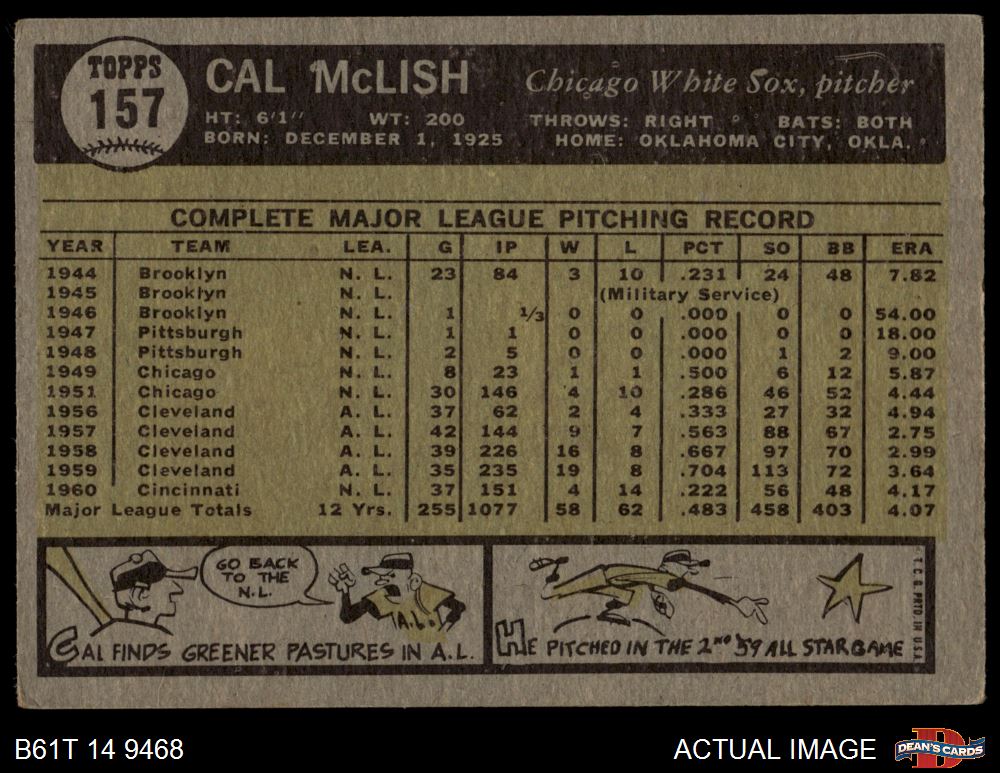 TOPPS
157
CAL McLISH Chicago White Sox, pitcher
HT: 6'1" WT: 200 THROWS: RIGHT BATS: BOTH
BORN: DECEMBER 1, 1925 HOME: OKLAHOMA CITY, OKLA.
COMPLETE MAJOR LEAGUE PITCHING RECORD
YEAR TEAM LEA. G IP W L PCT SO BB ERA
1944 Brooklyn N. L. 23 84 3 10 .231 24 48 7.82
1945 Brooklyn N. L. (Military Service)
1946 Brooklyn N. L. 1 1/3 0 0 .000 0 0 54.00
1947 Pittsburgh N. L. 1 1 0 0 .000 0 0 18.00
1948 Pittsburgh N. L. 2 5 0 0 .000 1 2 9.00
1949 Chicago N. L. 8 23 1 1 .500 6 12 5.87
1951 Chicago N. L. 30 146 4 10 .286 46 52 4.44
1956 Cleveland A. L. 37 62 2 4 .333 27 32 4.94
1957 Cleveland A. L. 42 144 9 7 .563 88 67 2.75
1958 Cleveland A. L. 39 226 16 8 .667 97 70 2.99
1959 Cleveland A. L. 35 235 19 8 .704 113 72 3.64
1960 Cincinnati N. L. 37 151 4 14 .222 56 48 4.17
Major League Totals 12 Yrs. 255 1077 58 62 .483 458 403 4.07
GO BACK
TO THE
N.L.
A.L.
CAL FINDS GREENER PASTURES IN A.L.
HE PITCHED IN THE 2ND '59 ALL STAR GAME
T.C.G. PRTD. IN U.S.A.
B61T 14 9468 ACTUAL IMAGE
D
DEAN'S CARDS